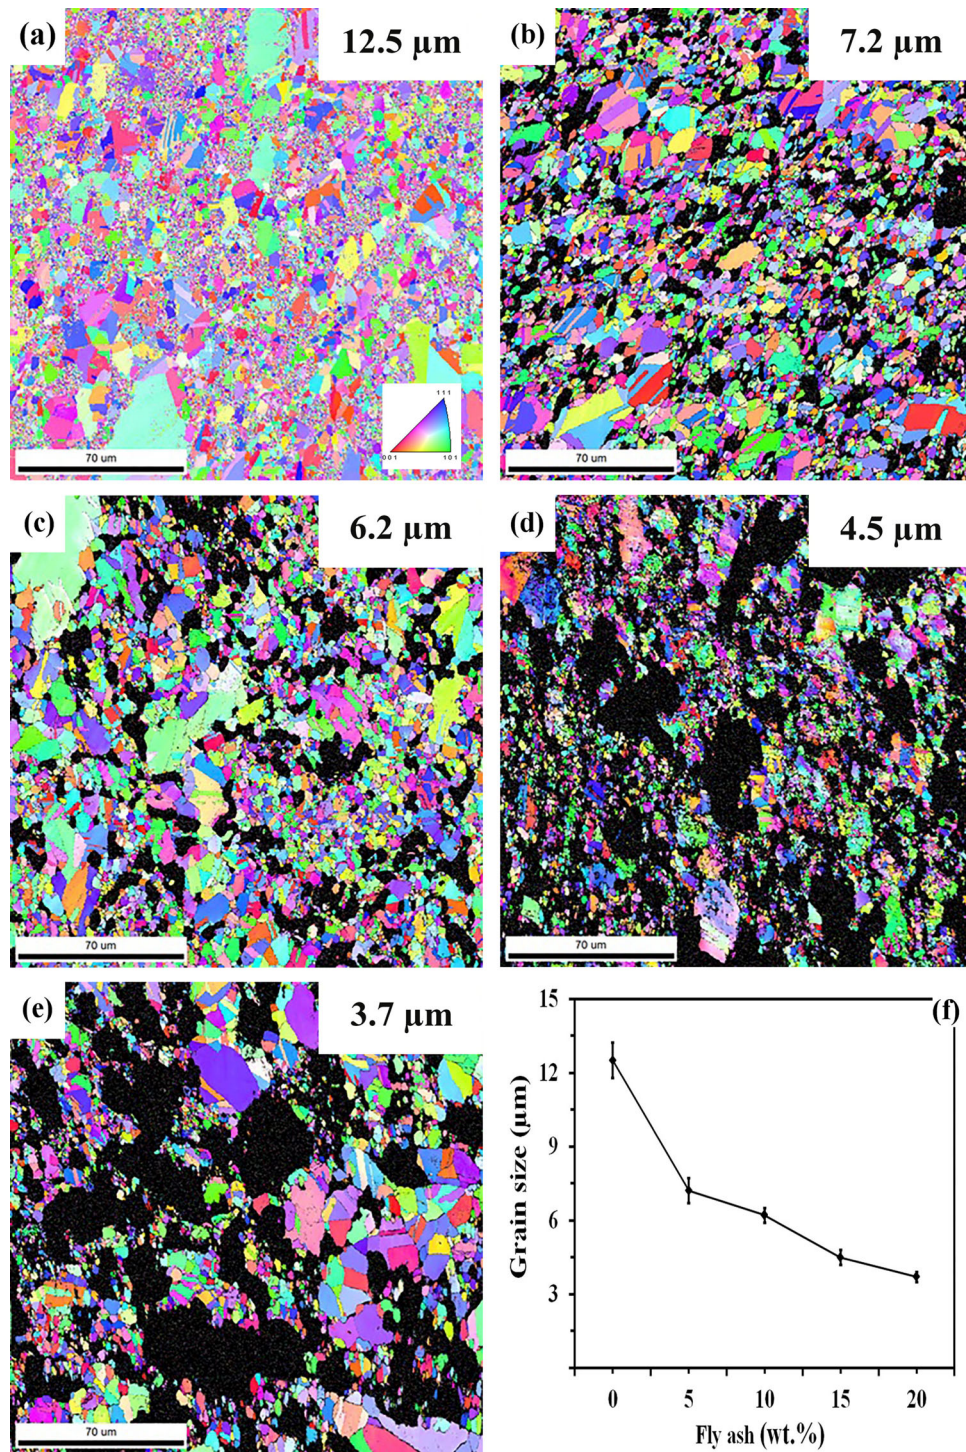 (a)
12.5 µm
111
001
101
70 um
(b)
7.2 µm
70 um
(c)
6.2 µm
70 um
(d)
4.5 µm
70 um
(e)
3.7 µm
70 um
(f)
15
12
9
6
3
Grain size (µm)
0 5 10 15 20
Fly ash (wt.%)